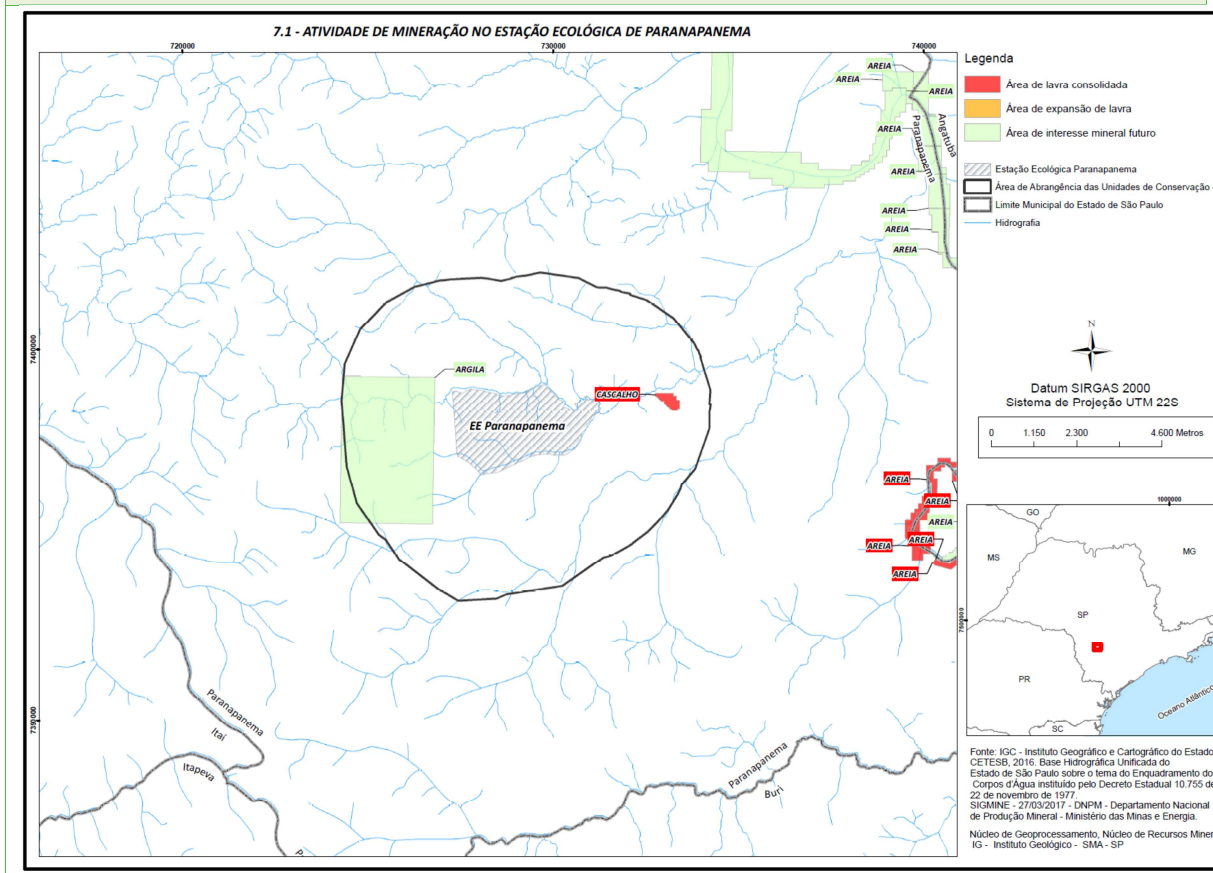 7.1 - ATIVIDADE DE MINERAÇÃO NO ESTAÇÃO ECOLÓGICA DE PARANAPANEMA
720000
730000
740000
AREIA
AREIA
AREIA
AREIA
AREIA
AREIA
AREIA
AREIA
Paranapanema
Angatuba
7400000
ARGILA
CASCALHO
EE Paranapanema
AREIA
AREIA
AREIA
AREIA
AREIA
AREIA
Paranapanema
Itaí
Itapeva
Paranapanema
Buri
Legenda
Área de lavra consolidada
Área de expansão de lavra
Área de interesse mineral futuro
Estação Ecológica Paranapanema
Área de Abrangência das Unidades de Conservação -
Limite Municipal do Estado de São Paulo
Hidrografia
N
Datum SIRGAS 2000
Sistema de Projeção UTM 22S
0 1.150 2.300 4.600 Metros
1000000
GO
MS
MG
SP
PR
SC
Oceano Atlântico
Fonte: IGC - Instituto Geográfico e Cartográfico do Estado
CETESB, 2016. Base Hidrográfica Unificada do
Estado de São Paulo sobre o tema do Enquadramento do
Corpos d'Água instituído pelo Decreto Estadual 10.755 de
22 de novembro de 1977.
SIGMINE - 27/03/2017 - DNPM - Departamento Nacional
de Produção Mineral - Ministério das Minas e Energia.
Núcleo de Geoprocessamento, Núcleo de Recursos Miner
IG - Instituto Geológico - SMA - SP